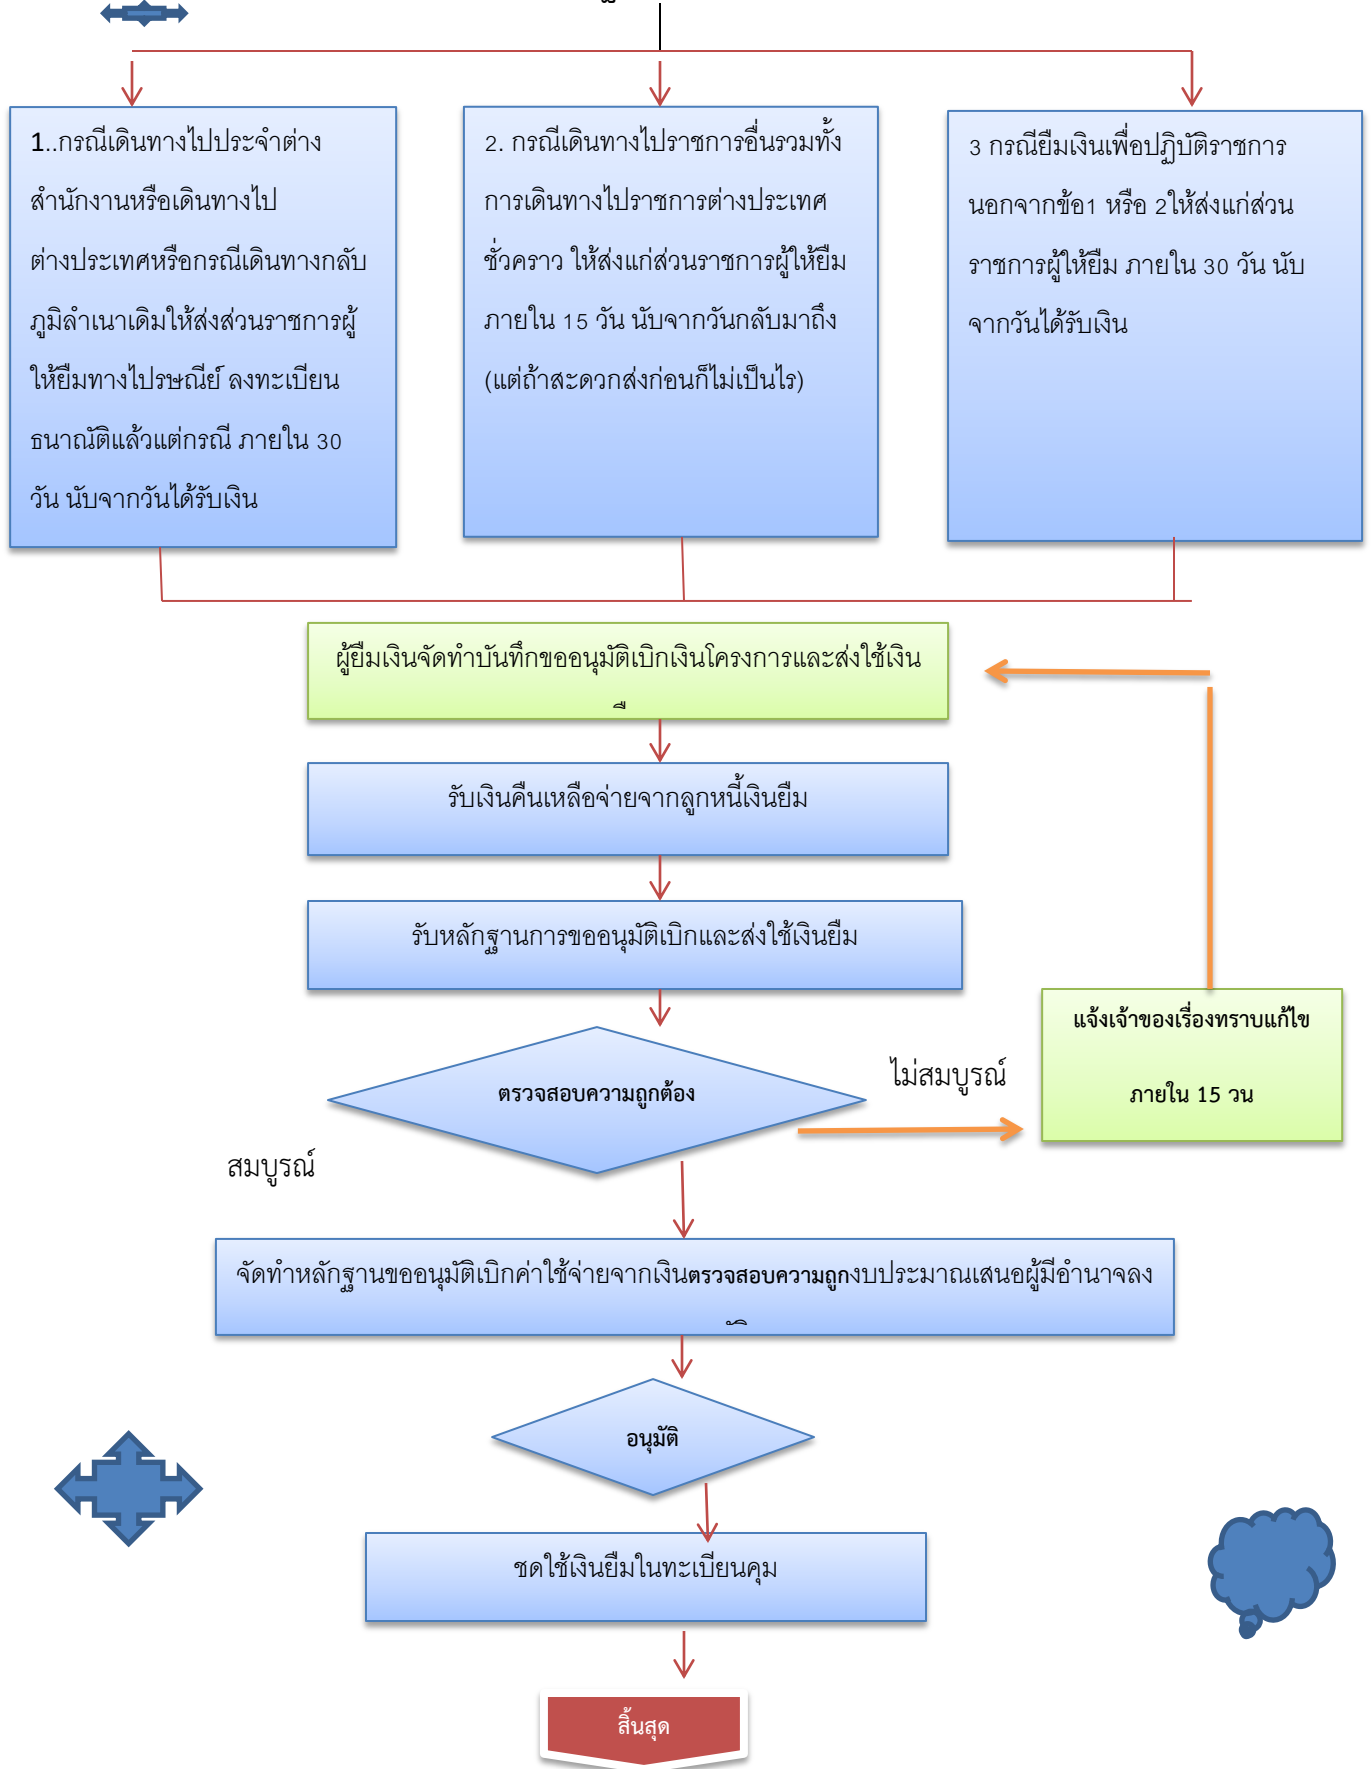 1..กรณีเดินทางไปประจำต่าง
สำนักงานหรือเดินทางไป
ต่างประเทศหรือกรณีเดินทางกลับ
ภูมิลำเนาเดิมให้ส่งส่วนราชการผู้
ให้ยืมทางไปรษณีย์ ลงทะเบียน
ธนาณัติแล้วแต่กรณี ภายใน 30
วัน นับจากวันได้รับเงิน
2. กรณีเดินทางไปราชการอื่นรวมทั้ง
การเดินทางไปราชการต่างประเทศ
ชั่วคราว ให้ส่งแก่ส่วนราชการผู้ให้ยืม
ภายใน 15 วัน นับจากวันกลับมาถึง
(แต่ถ้าสะดวกส่งก่อนก็ไม่เป็นไร)
3 กรณียืมเงินเพื่อปฏิบัติราชการ
นอกจากข้อ1 หรือ 2ให้ส่งแก่ส่วน
ราชการผู้ให้ยืม ภายใน 30 วัน นับ
จากวันได้รับเงิน
ผู้ยืมเงินจัดทำบันทึกขออนุมัติเบิกเงินโครงการและส่งใช้เงิน
รับเงินคืนเหลือจ่ายจากลูกหนี้เงินยืม
รับหลักฐานการขออนุมัติเบิกและส่งใช้เงินยืม
แจ้งเจ้าของเรื่องทราบแก้ไข
ภายใน 15 วน
ไม่สมบูรณ์
ตรวจสอบความถูกต้อง
สมบูรณ์
จัดทำหลักฐานขออนุมัติเบิกค่าใช้จ่ายจากเงินตรวจสอบความถูกงบประมาณเสนอผู้มีอำนาจลง
อนุมัติ
ชดใช้เงินยืมในทะเบียนคุม
สิ้นสุด